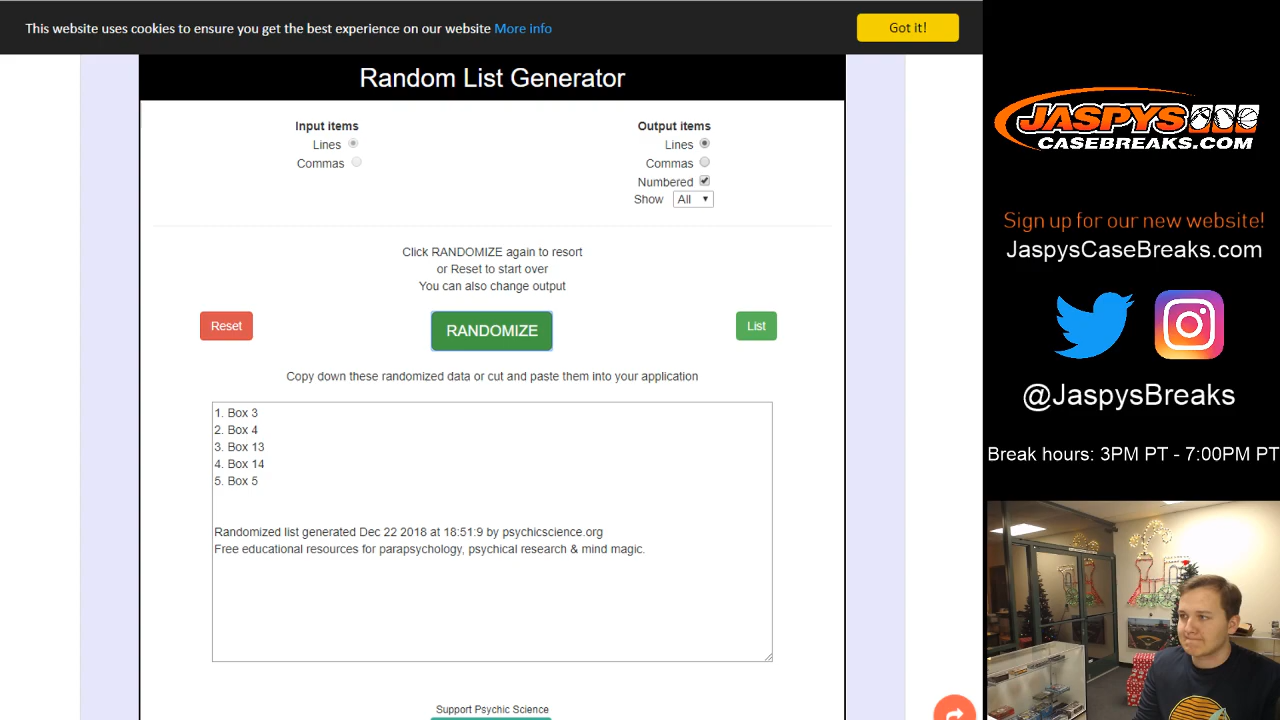 This website uses cookies to ensure you get the best experience on our website More info
Got it!
Random List Generator
Input items
Lines
Commas
Output items
Lines
Commas
Numbered
Show All
Click RANDOMIZE again to resort
or Reset to start over
You can also change output
Reset
RANDOMIZE
List
Copy down these randomized data or cut and paste them into your application
1. Box 3
2. Box 4
3. Box 13
4. Box 14
5. Box 5
Randomized list generated Dec 22 2018 at 18:51:9 by psychicscience.org
Free educational resources for parapsychology, psychical research & mind magic.
Support Psychic Science
JASPYS
CASEBREAKS.COM
Sign up for our new website!
JaspysCaseBreaks.com
@JaspysBreaks
Break hours: 3PM PT - 7:00PM PT